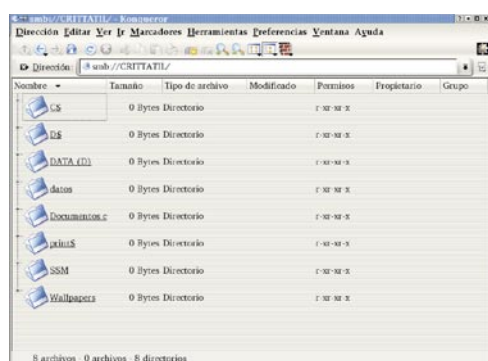 smb://CRITTATIL/ - Konqueror
Dirección Editar Ver Ir Marcadores Herramientas Preferencias Ventana Ayuda
Dirección: smb://CRITTATIL/
Nombre Tamaño Tipo de archivo Modificado Permisos Propietario Grupo
C$ 0 Bytes Directorio r-xr-xr-x
D$ 0 Bytes Directorio r-xr-xr-x
DATA (D) 0 Bytes Directorio r-xr-xr-x
datos 0 Bytes Directorio r-xr-xr-x
Documentos c 0 Bytes Directorio r-xr-xr-x
print$ 0 Bytes Directorio r-xr-xr-x
SSM 0 Bytes Directorio r-xr-xr-x
Wallpapers 0 Bytes Directorio r-xr-xr-x
8 archivos - 0 archivos - 8 directorios